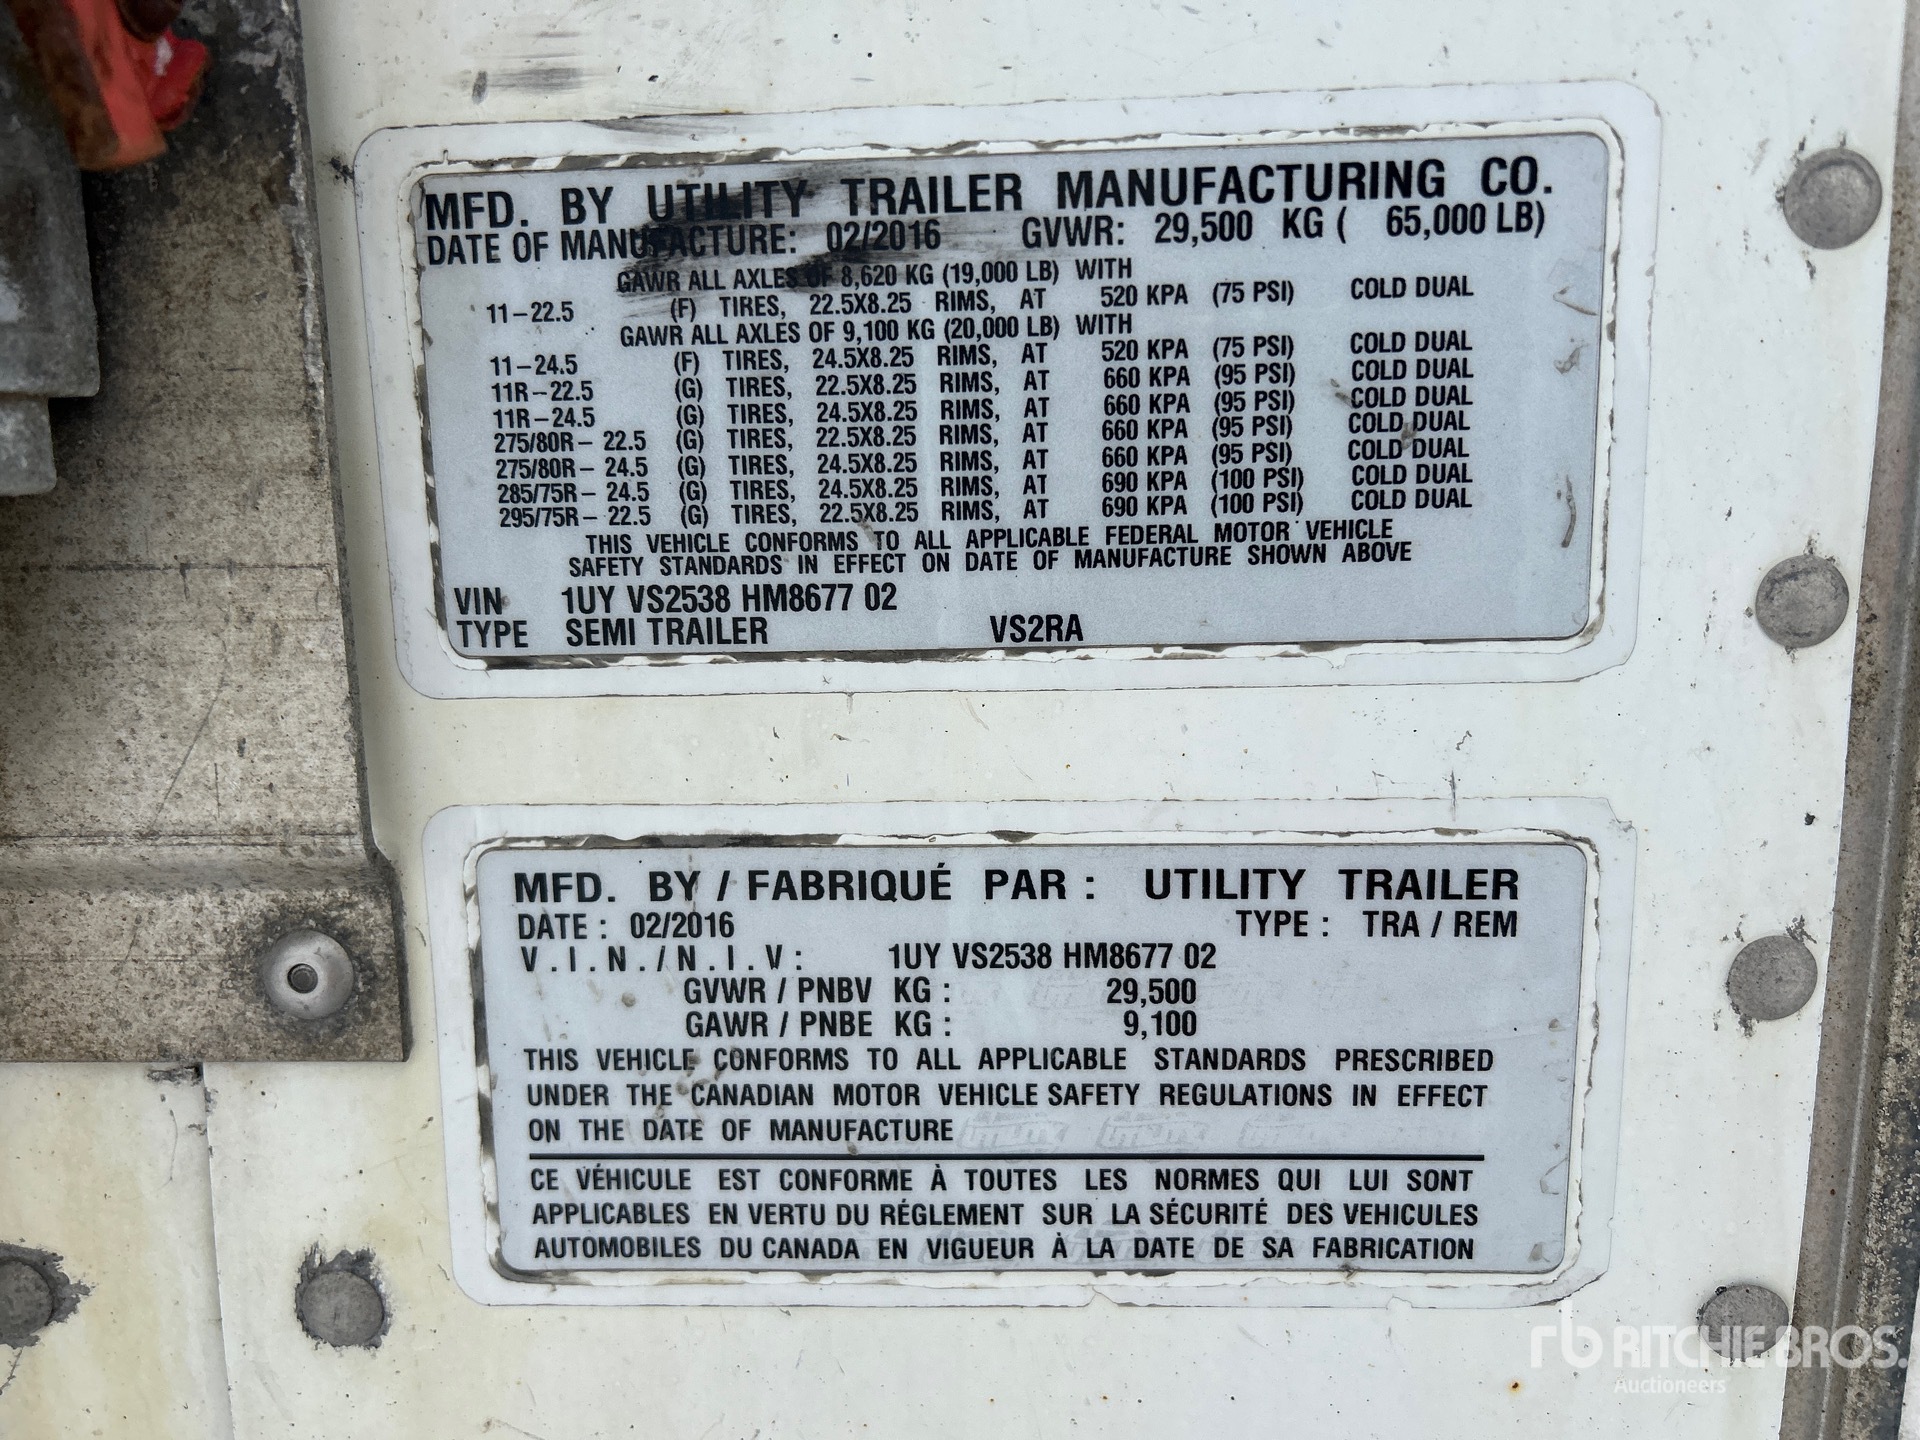 MFD. BY UTILITY TRAILER MANUFACTURING CO.
DATE OF MANUFACTURE: 02/2016 GVWR: 29,500 KG ( 65,000 LB)
GAWR ALL AXLES OF 8,620 KG (19,000 LB) WITH
11-22.5 (F) TIRES, 22.5X8.25 RIMS, AT 520 KPA (75 PSI) COLD DUAL
GAWR ALL AXLES OF 9,100 KG (20,000 LB) WITH
11-24.5 (F) TIRES, 24.5X8.25 RIMS, AT 520 KPA (75 PSI) COLD DUAL
11R-22.5 (G) TIRES, 22.5X8.25 RIMS, AT 660 KPA (95 PSI) COLD DUAL
11R-24.5 (G) TIRES, 24.5X8.25 RIMS, AT 660 KPA (95 PSI) COLD DUAL
275/80R- 22.5 (G) TIRES, 22.5X8.25 RIMS, AT 660 KPA (95 PSI) COLD DUAL
275/80R- 24.5 (G) TIRES, 24.5X8.25 RIMS, AT 660 KPA (95 PSI) COLD DUAL
285/75R- 24.5 (G) TIRES, 24.5X8.25 RIMS, AT 690 KPA (100 PSI) COLD DUAL
295/75R- 22.5 (G) TIRES, 22.5X8.25 RIMS, AT 690 KPA (100 PSI) COLD DUAL
THIS VEHICLE CONFORMS TO ALL APPLICABLE FEDERAL MOTOR VEHICLE
SAFETY STANDARDS IN EFFECT ON DATE OF MANUFACTURE SHOWN ABOVE
VIN 1UY VS2538 HM8677 02
TYPE SEMI TRAILER VS2RA
MFD. BY / FABRIQUÉ PAR : UTILITY TRAILER
DATE : 02/2016 TYPE : TRA / REM
V.I.N./N.I.V: 1UY VS2538 HM8677 02
GVWR / PNBV KG : 29,500
GAWR / PNBE KG : 9,100
THIS VEHICLE CONFORMS TO ALL APPLICABLE STANDARDS PRESCRIBED
UNDER THE CANADIAN MOTOR VEHICLE SAFETY REGULATIONS IN EFFECT
ON THE DATE OF MANUFACTURE
CE VÉHICULE EST CONFORME À TOUTES LES NORMES QUI LUI SONT
APPLICABLES EN VERTU DU RÉGLEMENT SUR LA SÉCURITÉ DES VEHICULES
AUTOMOBILES DU CANADA EN VIGUEUR À LA DATE DE SA FABRICATION
rb RITCHIE BROS.
Auctioneers